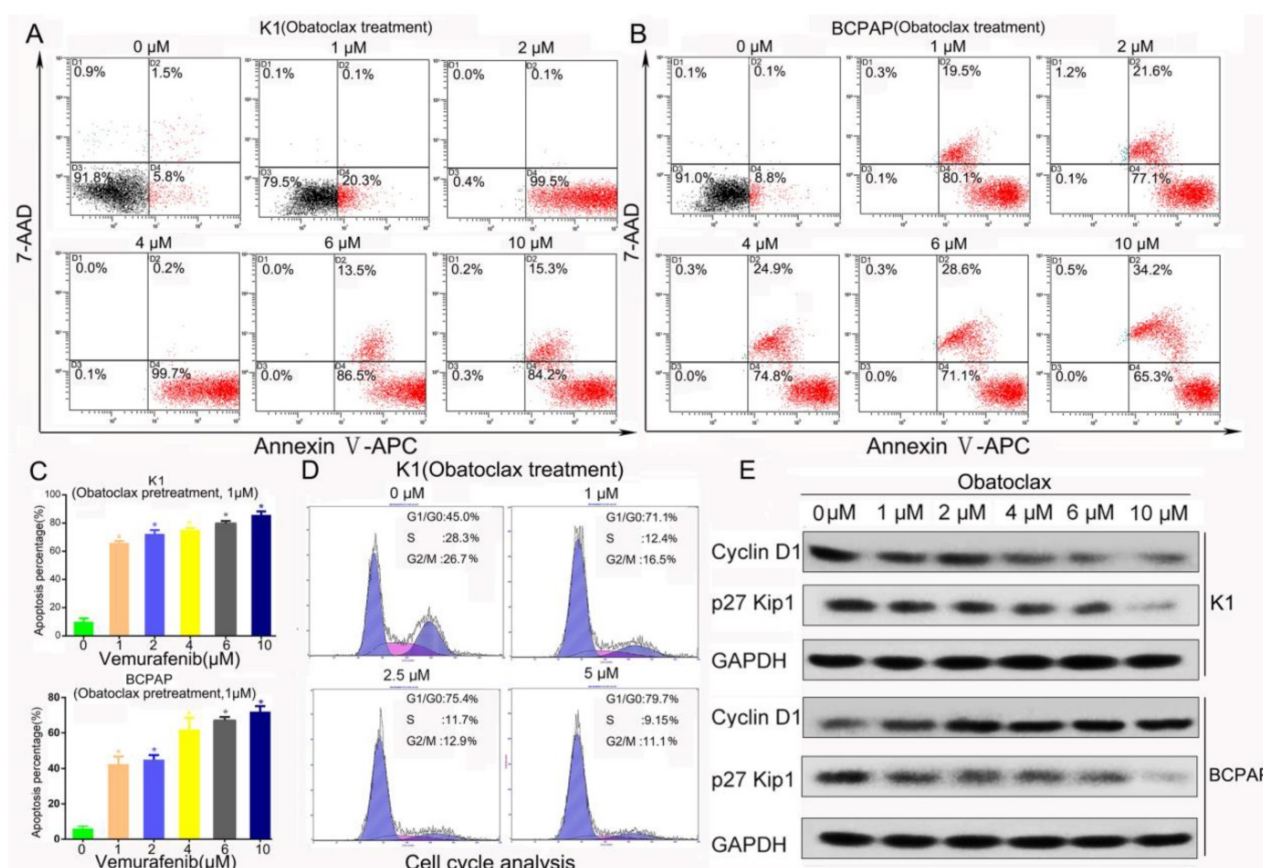 A
K1(Obatoclax treatment)
0 μM 1 μM 2 μM
D1 D2
0.9% 1.5%
D3 D4
91.8% 5.8%
D1 D2
0.1% 0.1%
D3 D4
79.5% 20.3%
D1 D2
0.0% 0.1%
D3 D4
0.4% 99.5%
4 μM 6 μM 10 μM
D1 D2
0.0% 0.2%
D3 D4
0.1% 99.7%
D1 D2
0.0% 13.5%
D3 D4
0.0% 86.5%
D1 D2
0.2% 15.3%
D3 D4
0.3% 84.2%
7-AAD
Annexin V-APC
B
BCPAP(Obatoclax treatment)
0 μM 1 μM 2 μM
D1 D2
0.1% 0.1%
D3 D4
91.0% 8.8%
D1 D2
0.3% 19.5%
D3 D4
0.1% 80.1%
D1 D2
1.2% 21.6%
D3 D4
0.1% 77.1%
4 μM 6 μM 10 μM
D1 D2
0.3% 24.9%
D3 D4
0.0% 74.8%
D1 D2
0.3% 28.6%
D3 D4
0.0% 71.1%
D1 D2
0.5% 34.2%
D3 D4
0.0% 65.3%
7-AAD
Annexin V-APC
C
K1
(Obatoclax pretreatment, 1μM)
Apoptosis percentage(%)
100
80
60
40
20
0
* * * * *
0 1 2 4 6 10
Vemurafenib(μM)
BCPAP
(Obatoclax pretreatment,1μM)
Apoptosis percentage(%)
80
60
40
20
0
* * * * *
0 1 2 4 6 10
Vemurafenib(μM)
D
K1(Obatoclax treatment)
0 μM
G1/G0:45.0%
S :28.3%
G2/M :26.7%
1 μM
G1/G0:71.1%
S :12.4%
G2/M :16.5%
2.5 μM
G1/G0:75.4%
S :11.7%
G2/M :12.9%
5 μM
G1/G0:79.7%
S :9.15%
G2/M :11.1%
Cell cycle analysis
E
Obatoclax
0 μM 1 μM 2 μM 4 μM 6 μM 10 μM
Cyclin D1
p27 Kip1
GAPDH
K1
Cyclin D1
p27 Kip1
GAPDH
BCPAP